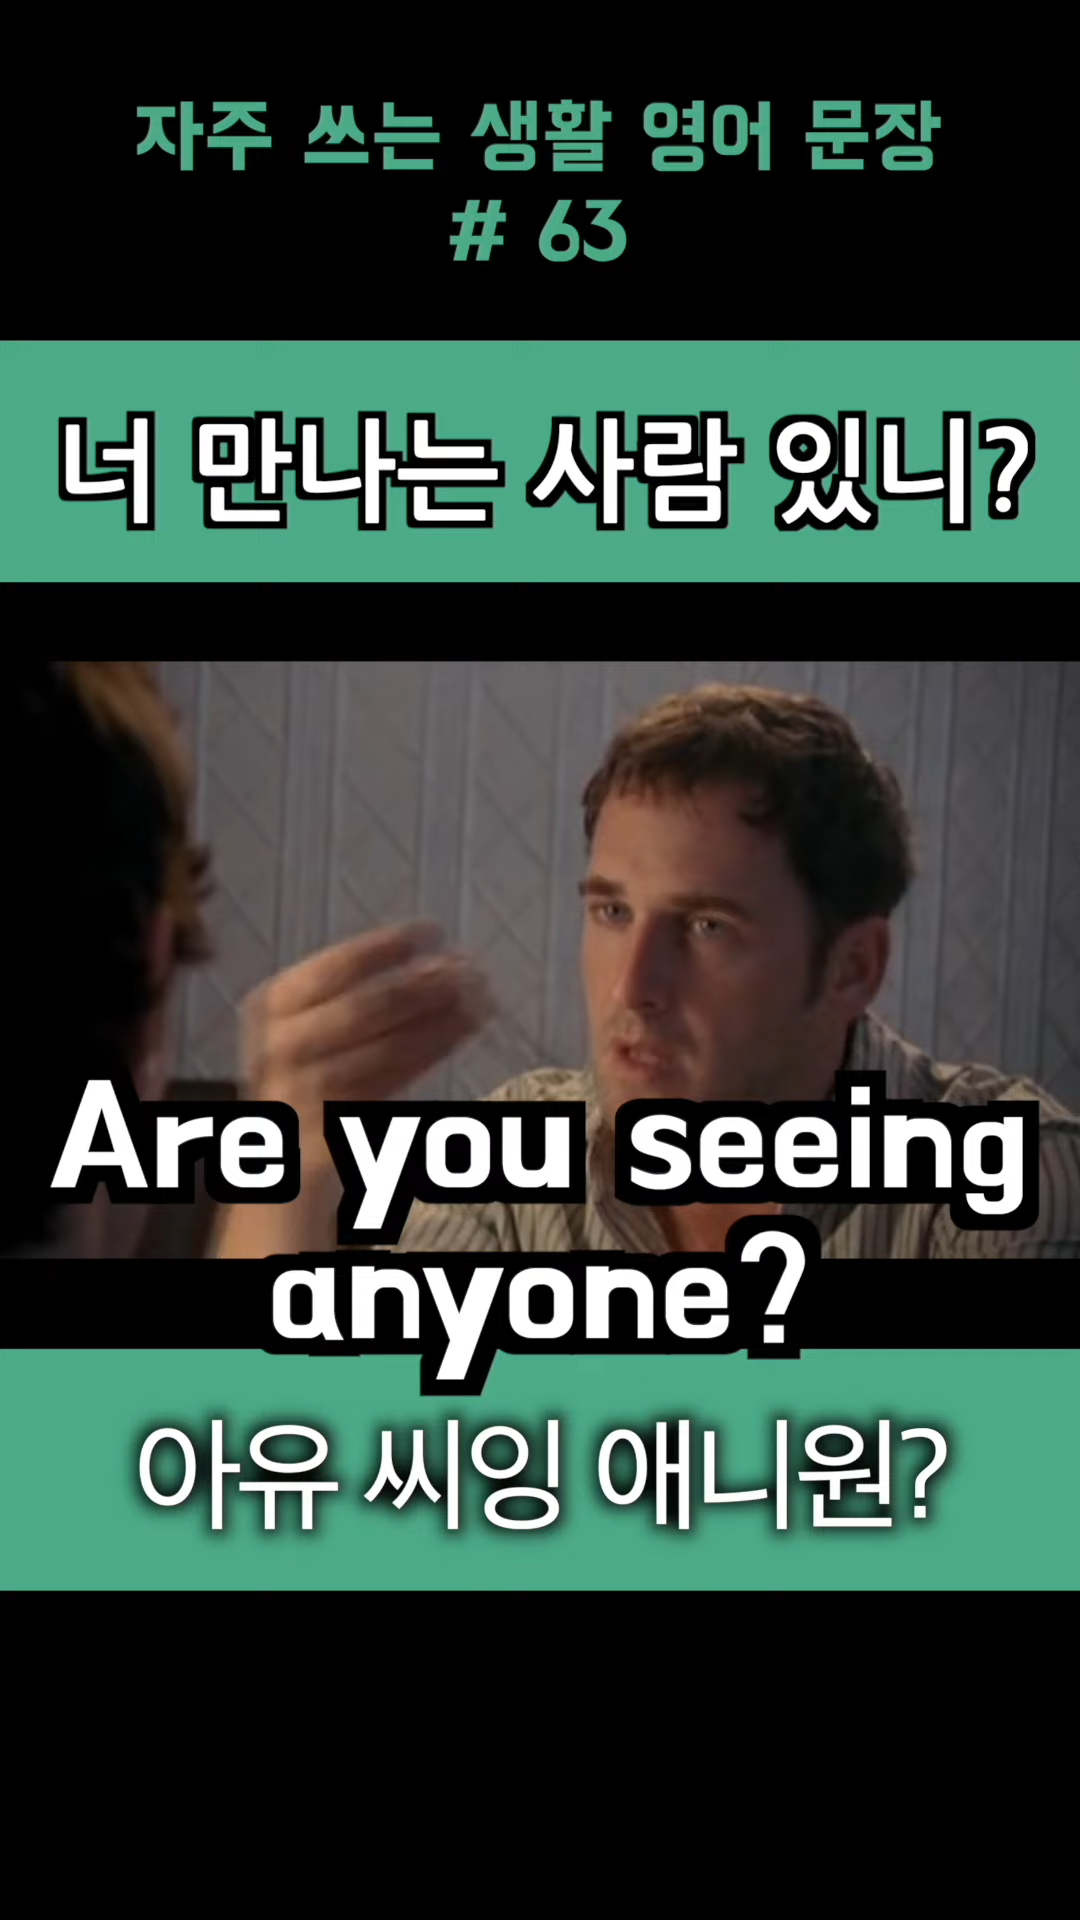 자주 쓰는 생활 영어 문장
# 63
너 만나는 사람 있니?
Are you seeing
anyone?
아유 씨잉 애니원?